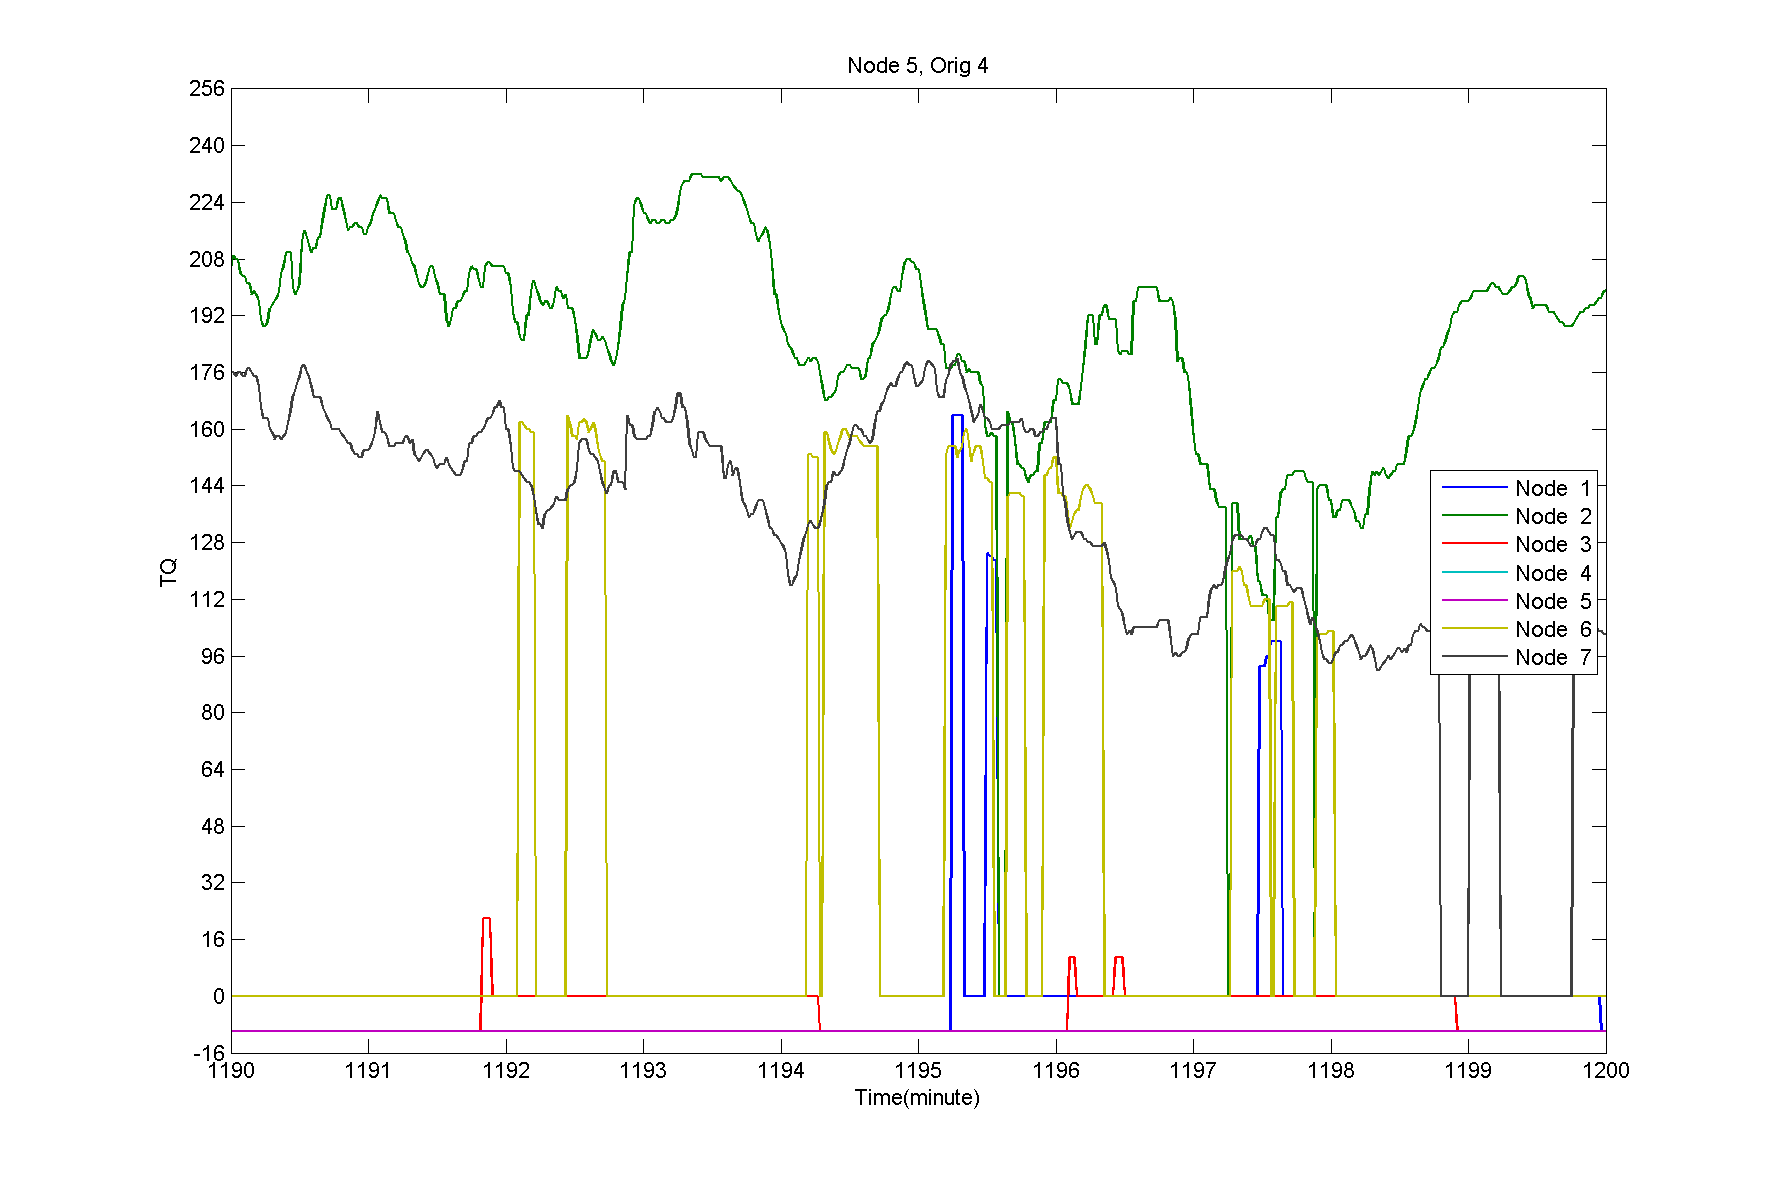 Node 5, Orig 4
256
240
224
208
192
176
160
144
128
112
96
80
64
48
32
16
0
-16
TQ
Node 1
Node 2
Node 3
Node 4
Node 5
Node 6
Node 7
1190 1191 1192 1193 1194 1195 1196 1197 1198 1199 1200
Time(minute)